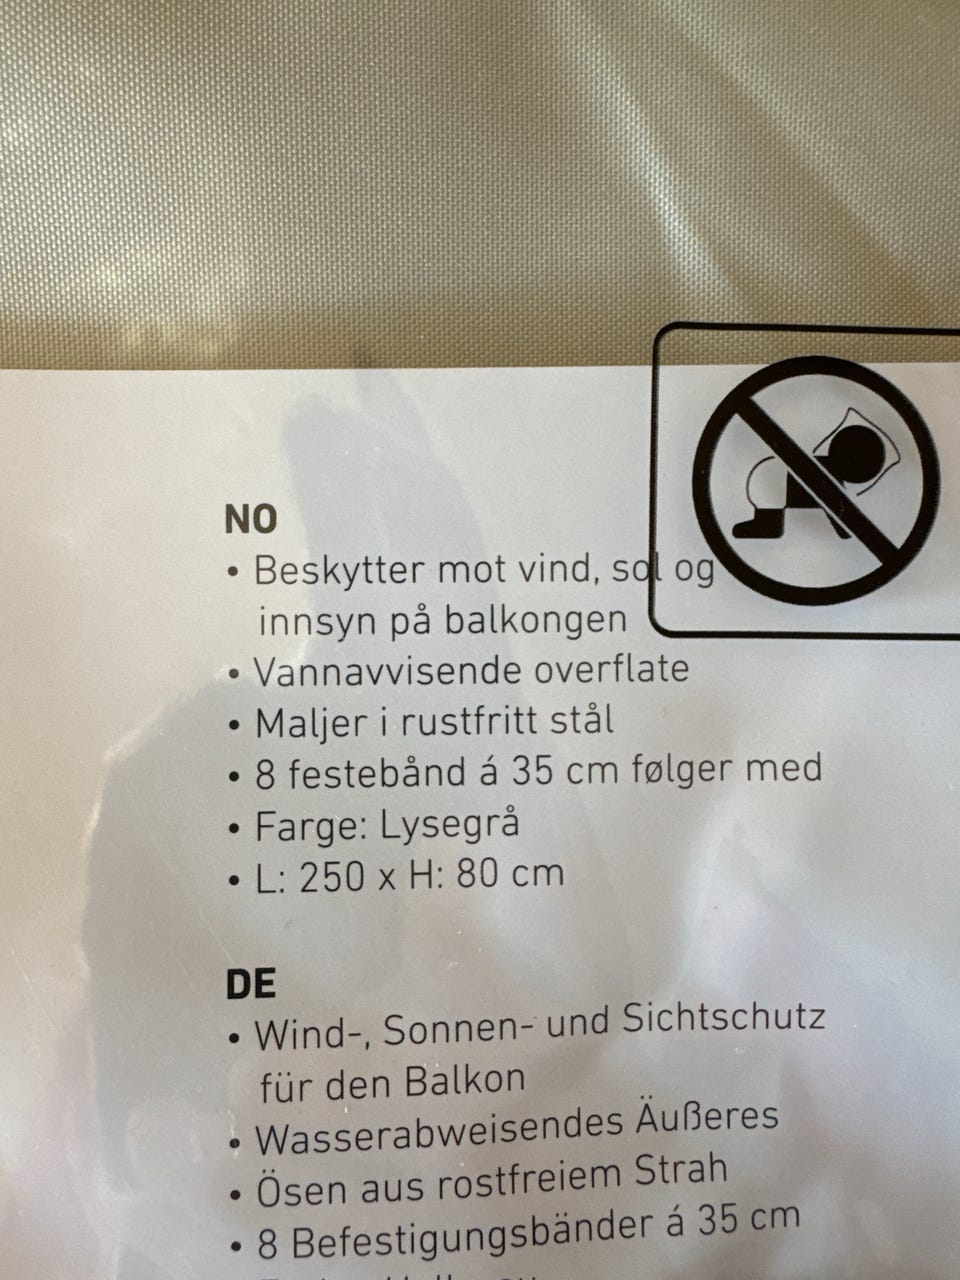 NO
• Beskytter mot vind, sol og
innsyn på balkongen
• Vannavvisende overflate
• Maljer i rustfritt stål
• 8 festebånd á 35 cm følger med
• Farge: Lysegrå
• L: 250 x H: 80 cm
DE
• Wind-, Sonnen- und Sichtschutz
für den Balkon
• Wasserabweisendes Äußeres
• Ösen aus rostfreiem Strah
• 8 Befestigungsbänder á 35 cm